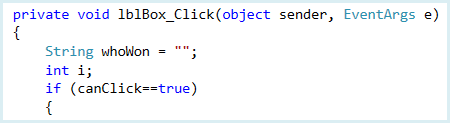 private void lblBox_Click(object sender, EventArgs e)
{
String whoWon = "";
int i;
if (canClick==true)
{